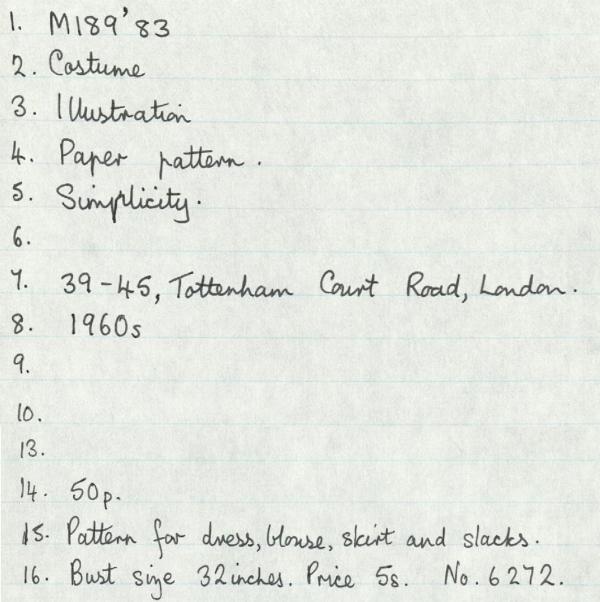 1. M189'83
2. Costume
3. Illustration
4. Paper pattern.
5. Simplicity.
6.
7. 39-45, Tottenham Court Road, London.
8. 1960s
9.
10.
13.
14. 50p.
15. Pattern for dress, blouse, skirt and slacks.
16. Bust size 32 inches. Price 5s. No. 6272.